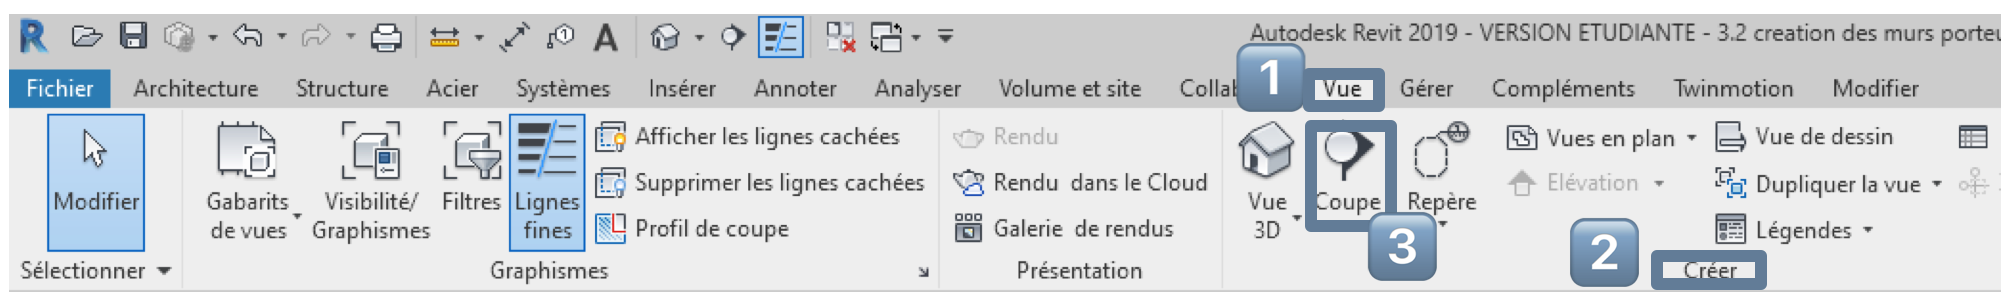 Autodesk Revit 2019 - VERSION ETUDIANTE - 3.2 creation des murs
Fichier Architecture Structure Acier Systèmes Insérer Annoter Analyser Volume et site 1 Vue Gérer Compléments Twinmotion Modifier
Afficher les lignes cachées Rendu Vues en plan Vue de dessin
Supprimer les lignes cachées Rendu dans le Cloud Elévation Dupliquer la vue
Modifier Gabarits Visibilité/ Filtres Lignes Vue Coupe Repère
de vues Graphismes fines Profil de coupe Galerie de rendus 3D 3 2 Légendes
Sélectionner Graphismes Présentation Créer